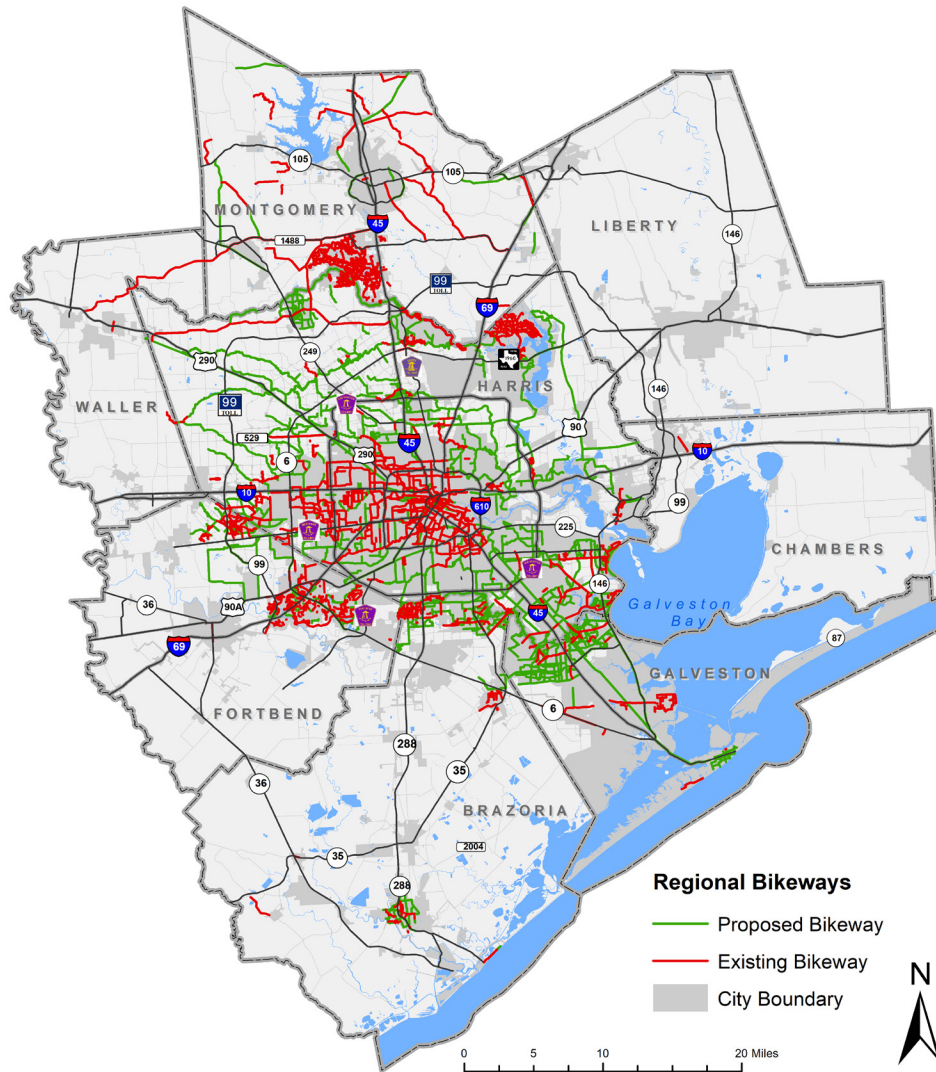 105
105
MONTGOMERY
45
LIBERTY
146
1488
99
TOLL
69
290
249
1960
HARRIS
146
WALLER
99
TOLL
90
529
6
290
45
10
10
610
99
225
CHAMBERS
99
146
36
90A
45
Galveston
Bay
87
69
GALVESTON
FORTBEND
6
288
36
35
BRAZORIA
35
2004
288
Regional Bikeways
Proposed Bikeway
Existing Bikeway
City Boundary
N
0
5
10
20 Miles